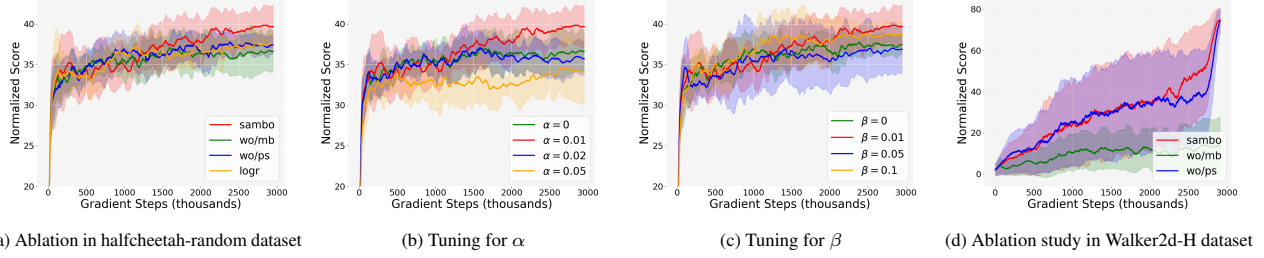 Normalized Score
40
35
30
25
20
0
500
1000
1500
2000
2500
3000
Gradient Steps (thousands)
sambo
wo/mb
wo/ps
logr
a) Ablation in halfcheetah-random dataset
Normalized Score
40
35
30
25
20
0
500
1000
1500
2000
2500
3000
Gradient Steps (thousands)
α = 0
α = 0.01
α = 0.02
α = 0.05
(b) Tuning for α
Normalized Score
40
35
30
25
20
0
500
1000
1500
2000
2500
3000
Gradient Steps (thousands)
β = 0
β = 0.01
β = 0.05
β = 0.1
(c) Tuning for β
Normalized Score
80
60
40
20
0
0
500
1000
1500
2000
2500
3000
Gradient Steps (thousands)
sambo
wo/mb
wo/ps
(d) Ablation study in Walker2d-H dataset